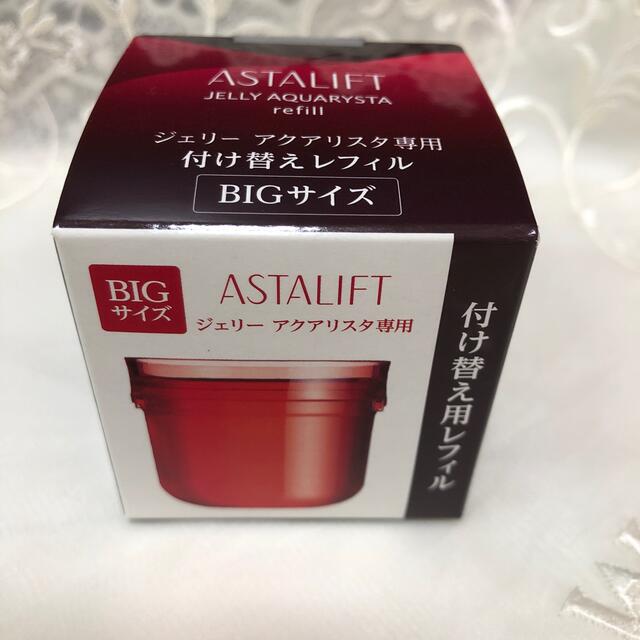 ASTALIFT
JELLY AQUARYSTA
refill
ジェリー アクアリスタ専用
付け替えレフィル
BIGサイズ
BIG
サイズ
ASTALIFT
ジェリー アクアリスタ専用
付け替え用レフィル